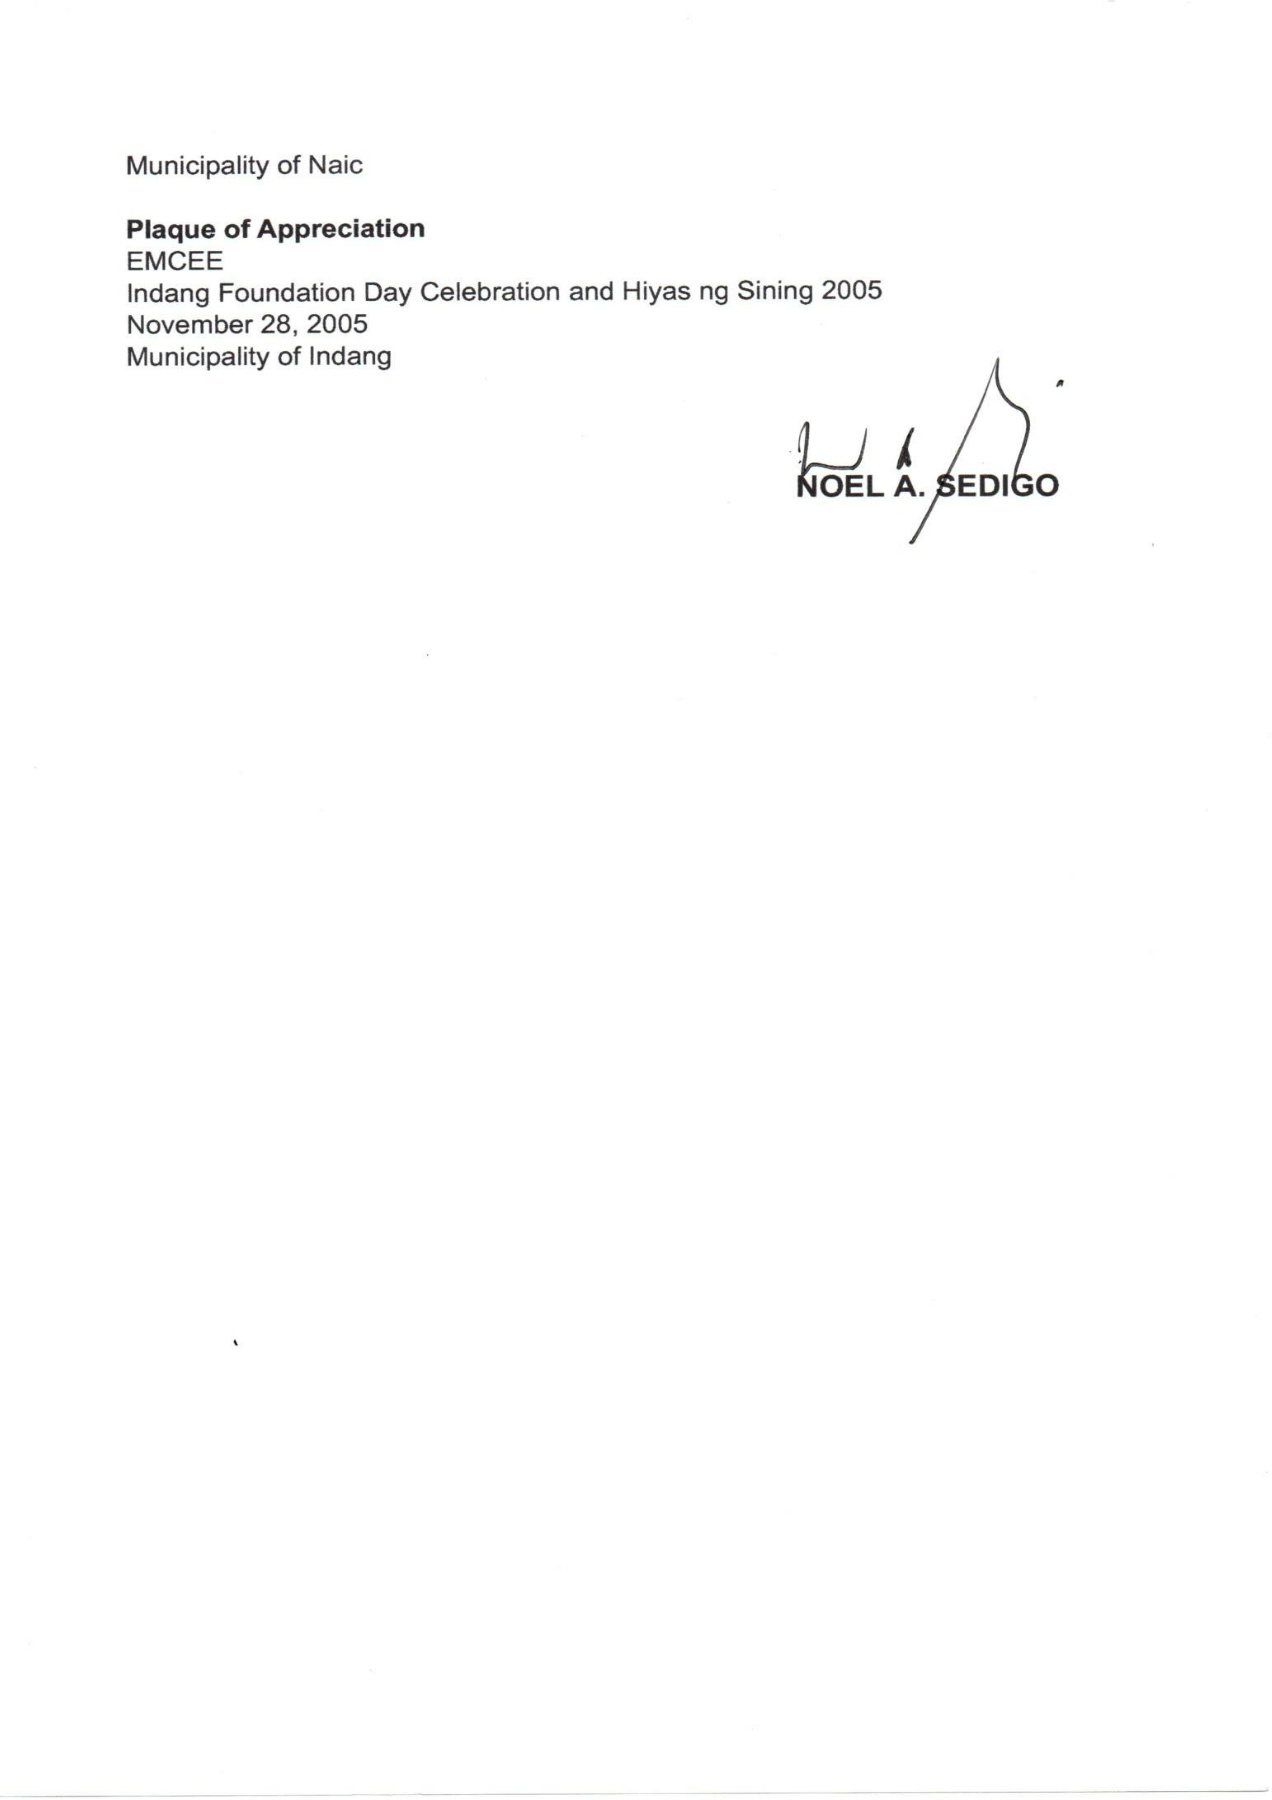 Municipality of Naic
Plaque of Appreciation
EMCEE
Indang Foundation Day Celebration and Hiyas ng Sining 2005
November 28, 2005
Municipality of Indang
NOEL A. SEDIGO